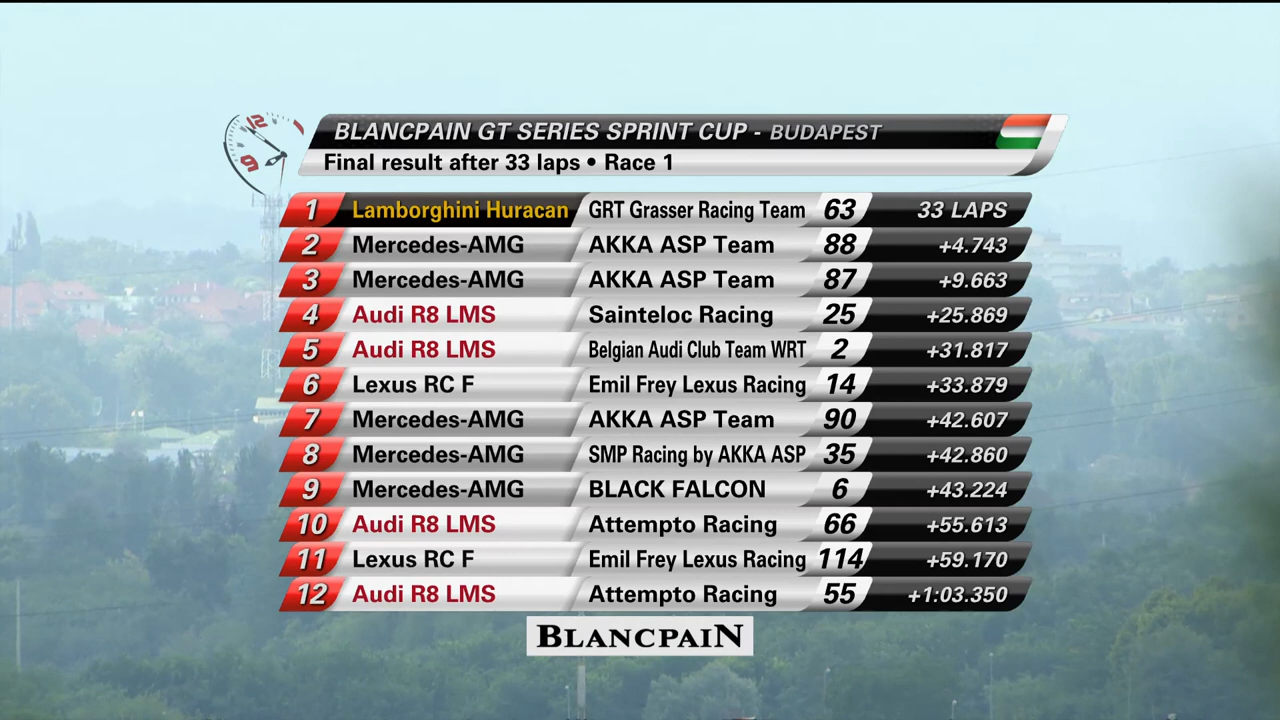 12
9
BLANCPAIN GT SERIES SPRINT CUP - BUDAPEST
Final result after 33 laps • Race 1
1 Lamborghini Huracan GRT Grasser Racing Team 63 33 LAPS
2 Mercedes-AMG AKKA ASP Team 88 +4.743
3 Mercedes-AMG AKKA ASP Team 87 +9.663
4 Audi R8 LMS Sainteloc Racing 25 +25.869
5 Audi R8 LMS Belgian Audi Club Team WRT 2 +31.817
6 Lexus RC F Emil Frey Lexus Racing 14 +33.879
7 Mercedes-AMG AKKA ASP Team 90 +42.607
8 Mercedes-AMG SMP Racing by AKKA ASP 35 +42.860
9 Mercedes-AMG BLACK FALCON 6 +43.224
10 Audi R8 LMS Attempto Racing 66 +55.613
11 Lexus RC F Emil Frey Lexus Racing 114 +59.170
12 Audi R8 LMS Attempto Racing 55 +1:03.350
BLANCPAIN